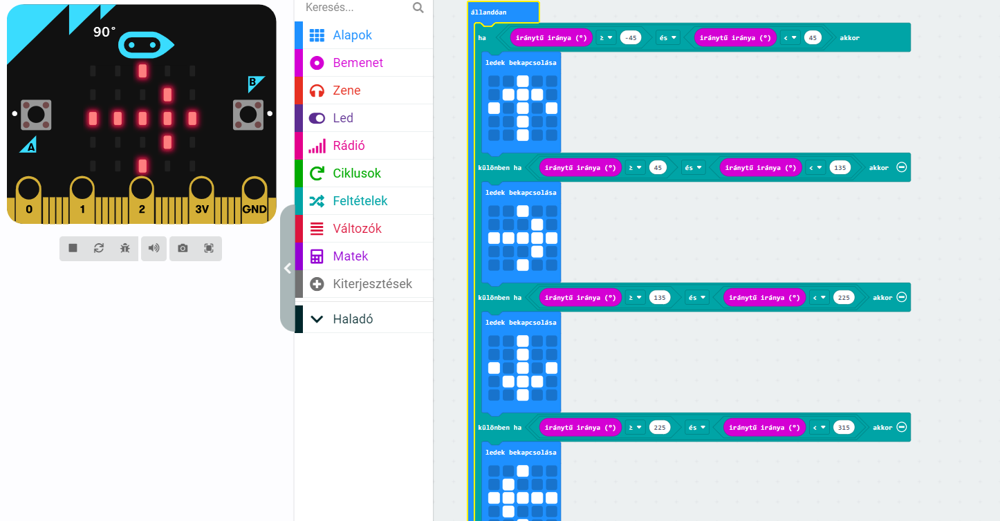 90°
B
A
0 1 2 3V GND
Keresés...
Alapok
Bemenet
Zene
Led
Rádió
Ciklusok
Feltételek
Változók
Matek
Kiterjesztések
Haladó
állandóan
ha iránytű iránya (°) ≥ -45 és iránytű iránya (°) < 45 akkor
ledek bekapcsolása
különben ha iránytű iránya (°) ≥ 45 és iránytű iránya (°) < 135 akkor
ledek bekapcsolása
különben ha iránytű iránya (°) ≥ 135 és iránytű iránya (°) < 225 akkor
ledek bekapcsolása
különben ha iránytű iránya (°) ≥ 225 és iránytű iránya (°) < 315 akkor
ledek bekapcsolása